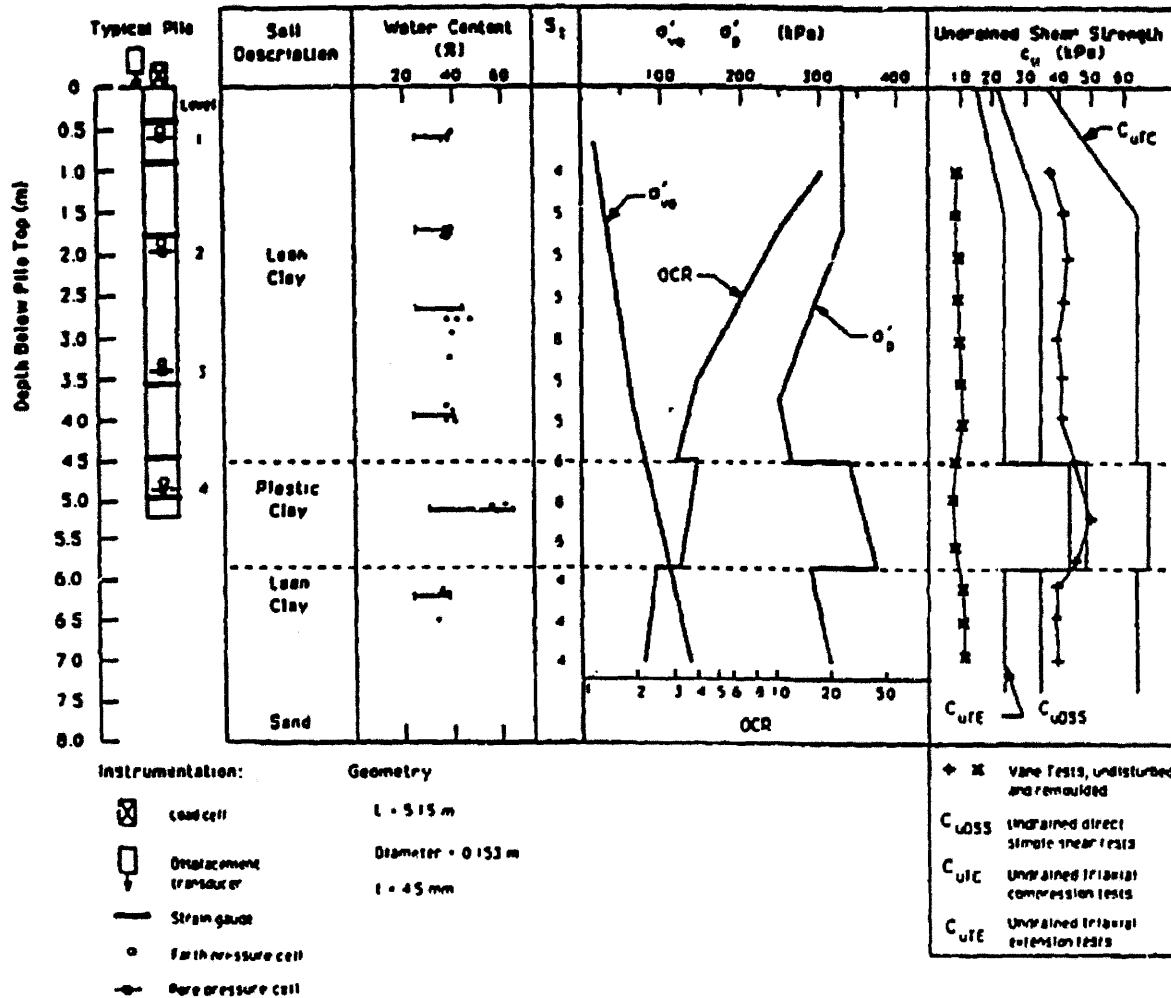 Typical Pile
Soil
Description
Water Content
(%)
20 40 60
S t
σ'vo σ'p (kPa)
100 200 300 400
Undrained Shear Strength
c u (kPa)
10 20 30 40 50 60
Depth Below Pile Top (m)
0
0.5
1.0
1.5
2.0
2.5
3.0
3.5
4.0
4.5
5.0
5.5
6.0
6.5
7.0
7.5
8.0
Level
1
2
3
4
Lean
Clay
Plastic
Clay
Lean
Clay
Sand
20 40 60
4
5
5
5
8
5
5
6
8
5
4
4
4
σ'vo
OCR
σ'p
1 2 3 4 5 6 8 10 20 50
OCR
CuTC
CuTE CuDSS
Instrumentation:
Load cell
Displacement
transducer
Strain gauge
Earth pressure cell
Pore pressure cell
Geometry
L = 5.15 m
Diameter = 0.153 m
t = 4.5 mm
Vane Tests, undisturbed
and remoulded
CuDSS Undrained direct
simple shear tests
CuTC Undrained triaxial
compression tests
CuTE Undrained triaxial
extension tests